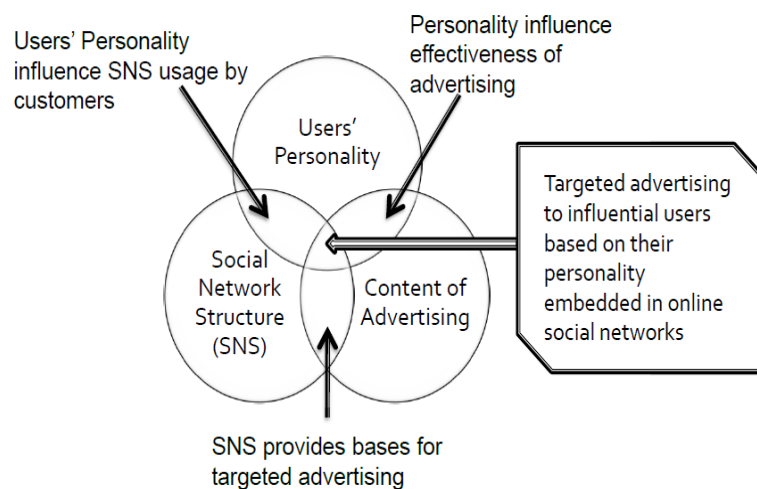 Users' Personality
influence SNS usage by
customers
Personality influence
effectiveness of
advertising
Users'
Personality
Targeted advertising
to influential users
based on their
personality
embedded in online
social networks
Social
Network
Structure
(SNS)
Content of
Advertising
SNS provides bases for
targeted advertising